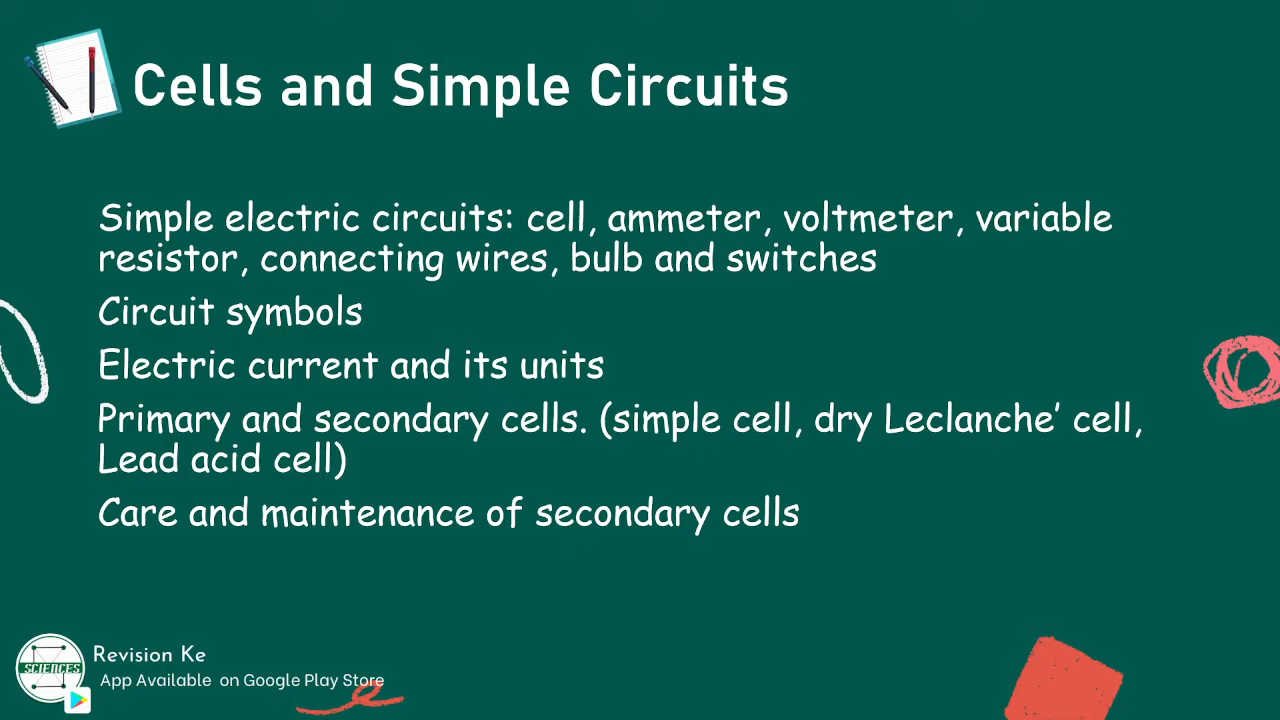 Cells and Simple Circuits
Simple electric circuits: cell, ammeter, voltmeter, variable
resistor, connecting wires, bulb and switches
Circuit symbols
Electric current and its units
Primary and secondary cells. (simple cell, dry Leclanche’ cell,
Lead acid cell)
Care and maintenance of secondary cells
SCIENCES
Revision Ke
App Available on Google Play Store